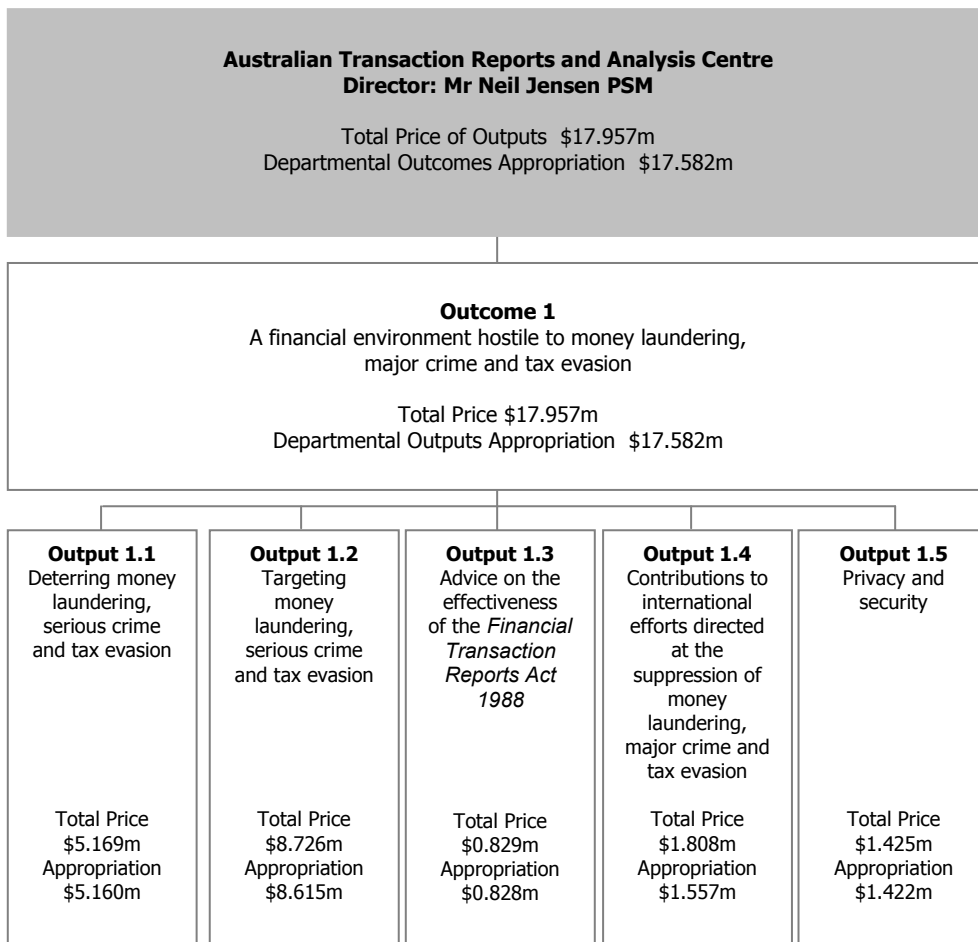 Australian Transaction Reports and Analysis Centre
Director: Mr Neil Jensen PSM
Total Price of Outputs $17.957m
Departmental Outcomes Appropriation $17.582m
Outcome 1
A financial environment hostile to money laundering,
major crime and tax evasion
Total Price $17.957m
Departmental Outputs Appropriation $17.582m
Output 1.1
Deterring money
laundering,
serious crime
and tax evasion
Total Price
$5.169m
Appropriation
$5.160m
Output 1.2
Targeting
money
laundering,
serious crime
and tax evasion
Total Price
$8.726m
Appropriation
$8.615m
Output 1.3
Advice on the
effectiveness
of the Financial
Transaction
Reports Act
1988
Total Price
$0.829m
Appropriation
$0.828m
Output 1.4
Contributions to
international
efforts directed
at the
suppression of
money
laundering,
major crime and
tax evasion
Total Price
$1.808m
Appropriation
$1.557m
Output 1.5
Privacy and
security
Total Price
$1.425m
Appropriation
$1.422m